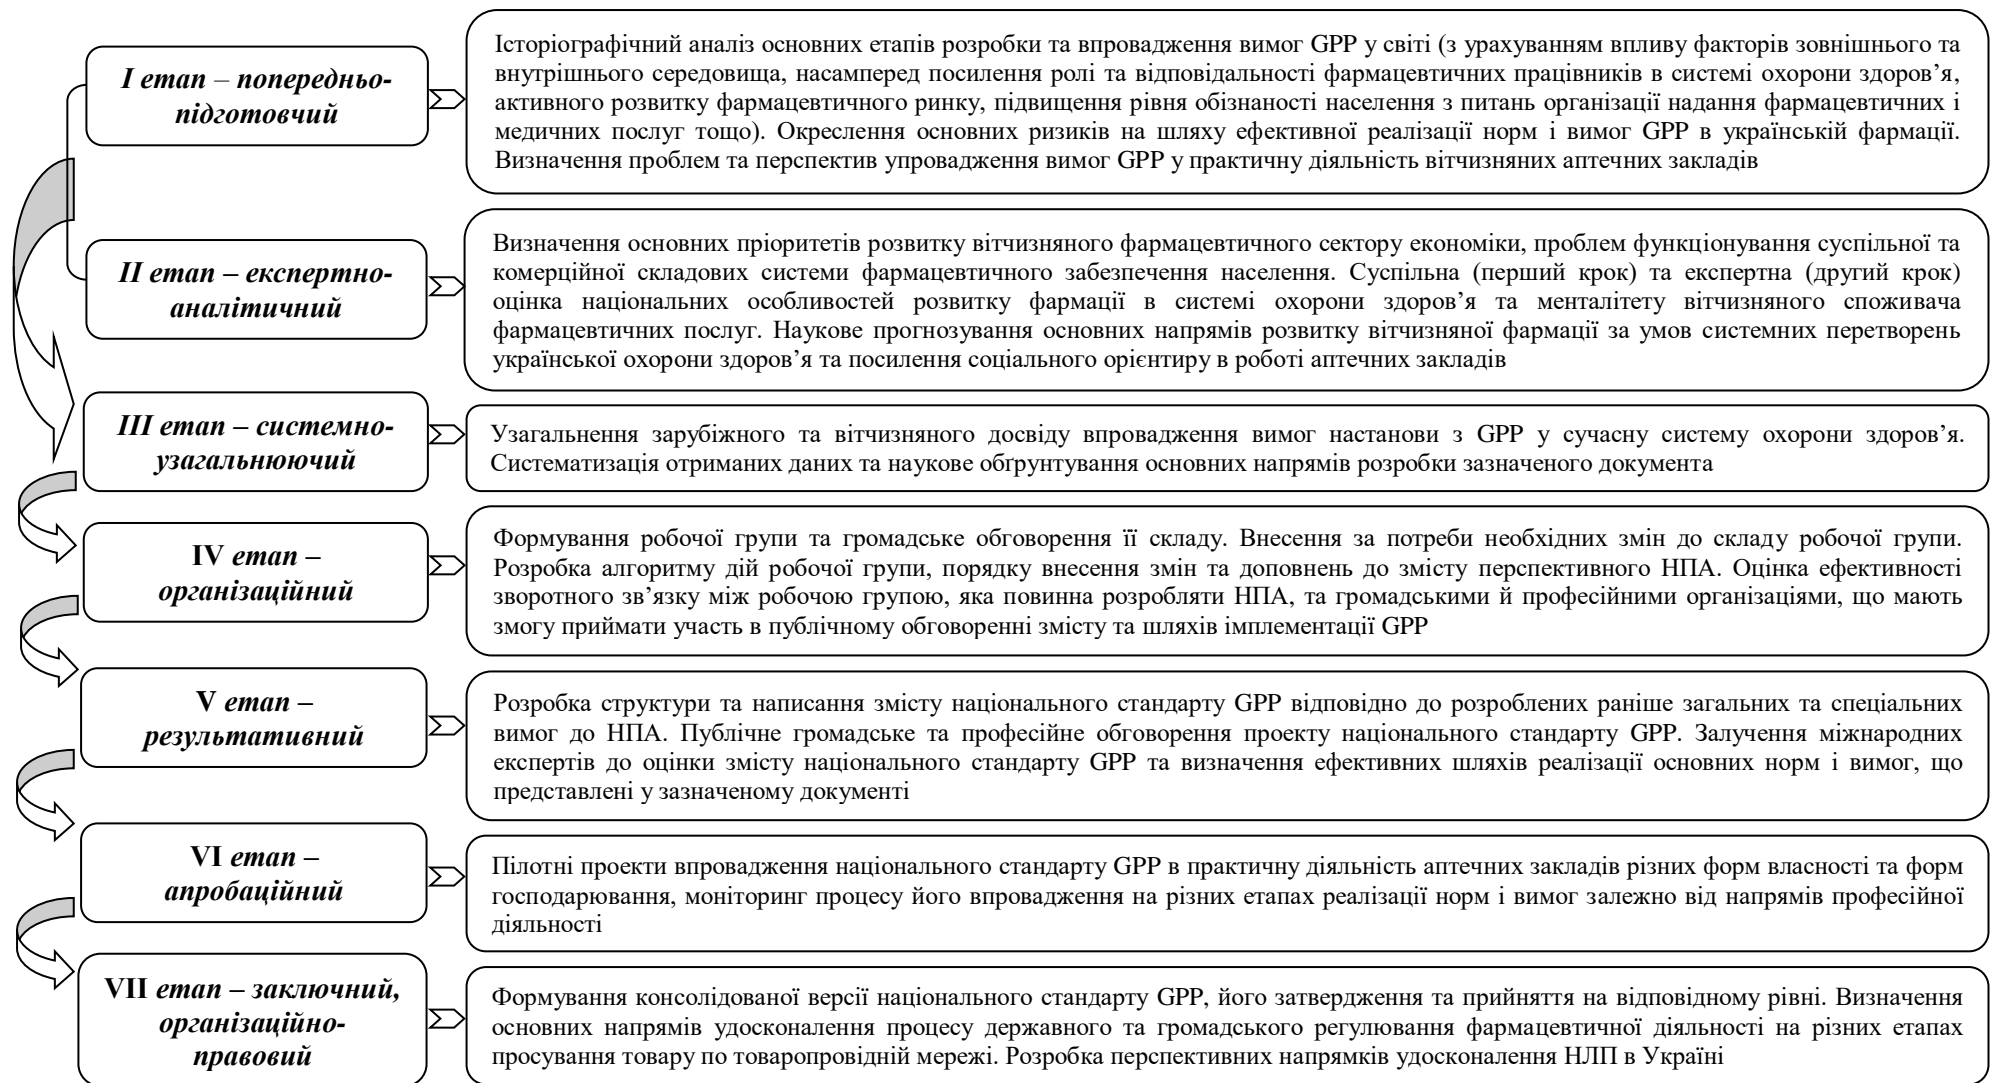 І етап – попередньо-
підготовчий
Історіографічний аналіз основних етапів розробки та впровадження вимог GPP у світі (з урахуванням впливу факторів зовнішнього та
внутрішнього середовища, насамперед посилення ролі та відповідальності фармацевтичних працівників в системі охорони здоров’я,
активного розвитку фармацевтичного ринку, підвищення рівня обізнаності населення з питань організації надання фармацевтичних і
медичних послуг тощо). Окреслення основних ризиків на шляху ефективної реалізації норм і вимог GPP в українській фармації.
Визначення проблем та перспектив упровадження вимог GPP у практичну діяльність вітчизняних аптечних закладів
ІІ етап – експертно-
аналітичний
Визначення основних пріоритетів розвитку вітчизняного фармацевтичного сектору економіки, проблем функціонування суспільної та
комерційної складових системи фармацевтичного забезпечення населення. Суспільна (перший крок) та експертна (другий крок)
оцінка національних особливостей розвитку фармації в системі охорони здоров’я та менталітету вітчизняного споживача
фармацевтичних послуг. Наукове прогнозування основних напрямів розвитку вітчизняної фармації за умов системних перетворень
української охорони здоров’я та посилення соціального орієнтиру в роботі аптечних закладів
ІІІ етап – системно-
узагальнюючий
Узагальнення зарубіжного та вітчизняного досвіду впровадження вимог настанови з GPP у сучасну систему охорони здоров’я.
Систематизація отриманих даних та наукове обґрунтування основних напрямів розробки зазначеного документа
IV етап –
організаційний
Формування робочої групи та громадське обговорення її складу. Внесення за потреби необхідних змін до складу робочої групи.
Розробка алгоритму дій робочої групи, порядку внесення змін та доповнень до змісту перспективного НПА. Оцінка ефективності
зворотного зв’язку між робочою групою, яка повинна розробляти НПА, та громадськими й професійними організаціями, що мають
змогу приймати участь в публічному обговоренні змісту та шляхів імплементації GPP
V етап –
результативний
Розробка структури та написання змісту національного стандарту GPP відповідно до розроблених раніше загальних та спеціальних
вимог до НПА. Публічне громадське та професійне обговорення проекту національного стандарту GPP. Залучення міжнародних
експертів до оцінки змісту національного стандарту GPP та визначення ефективних шляхів реалізації основних норм і вимог, що
представлені у зазначеному документі
VI етап –
апробаційний
Пілотні проекти впровадження національного стандарту GPP в практичну діяльність аптечних закладів різних форм власності та форм
господарювання, моніторинг процесу його впровадження на різних етапах реалізації норм і вимог залежно від напрямів професійної
діяльності
VII етап – заключний,
організаційно-
правовий
Формування консолідованої версії національного стандарту GPP, його затвердження та прийняття на відповідному рівні. Визначення
основних напрямів удосконалення процесу державного та громадського регулювання фармацевтичної діяльності на різних етапах
просування товару по товаропровідній мережі. Розробка перспективних напрямків удосконалення НЛП в Україні